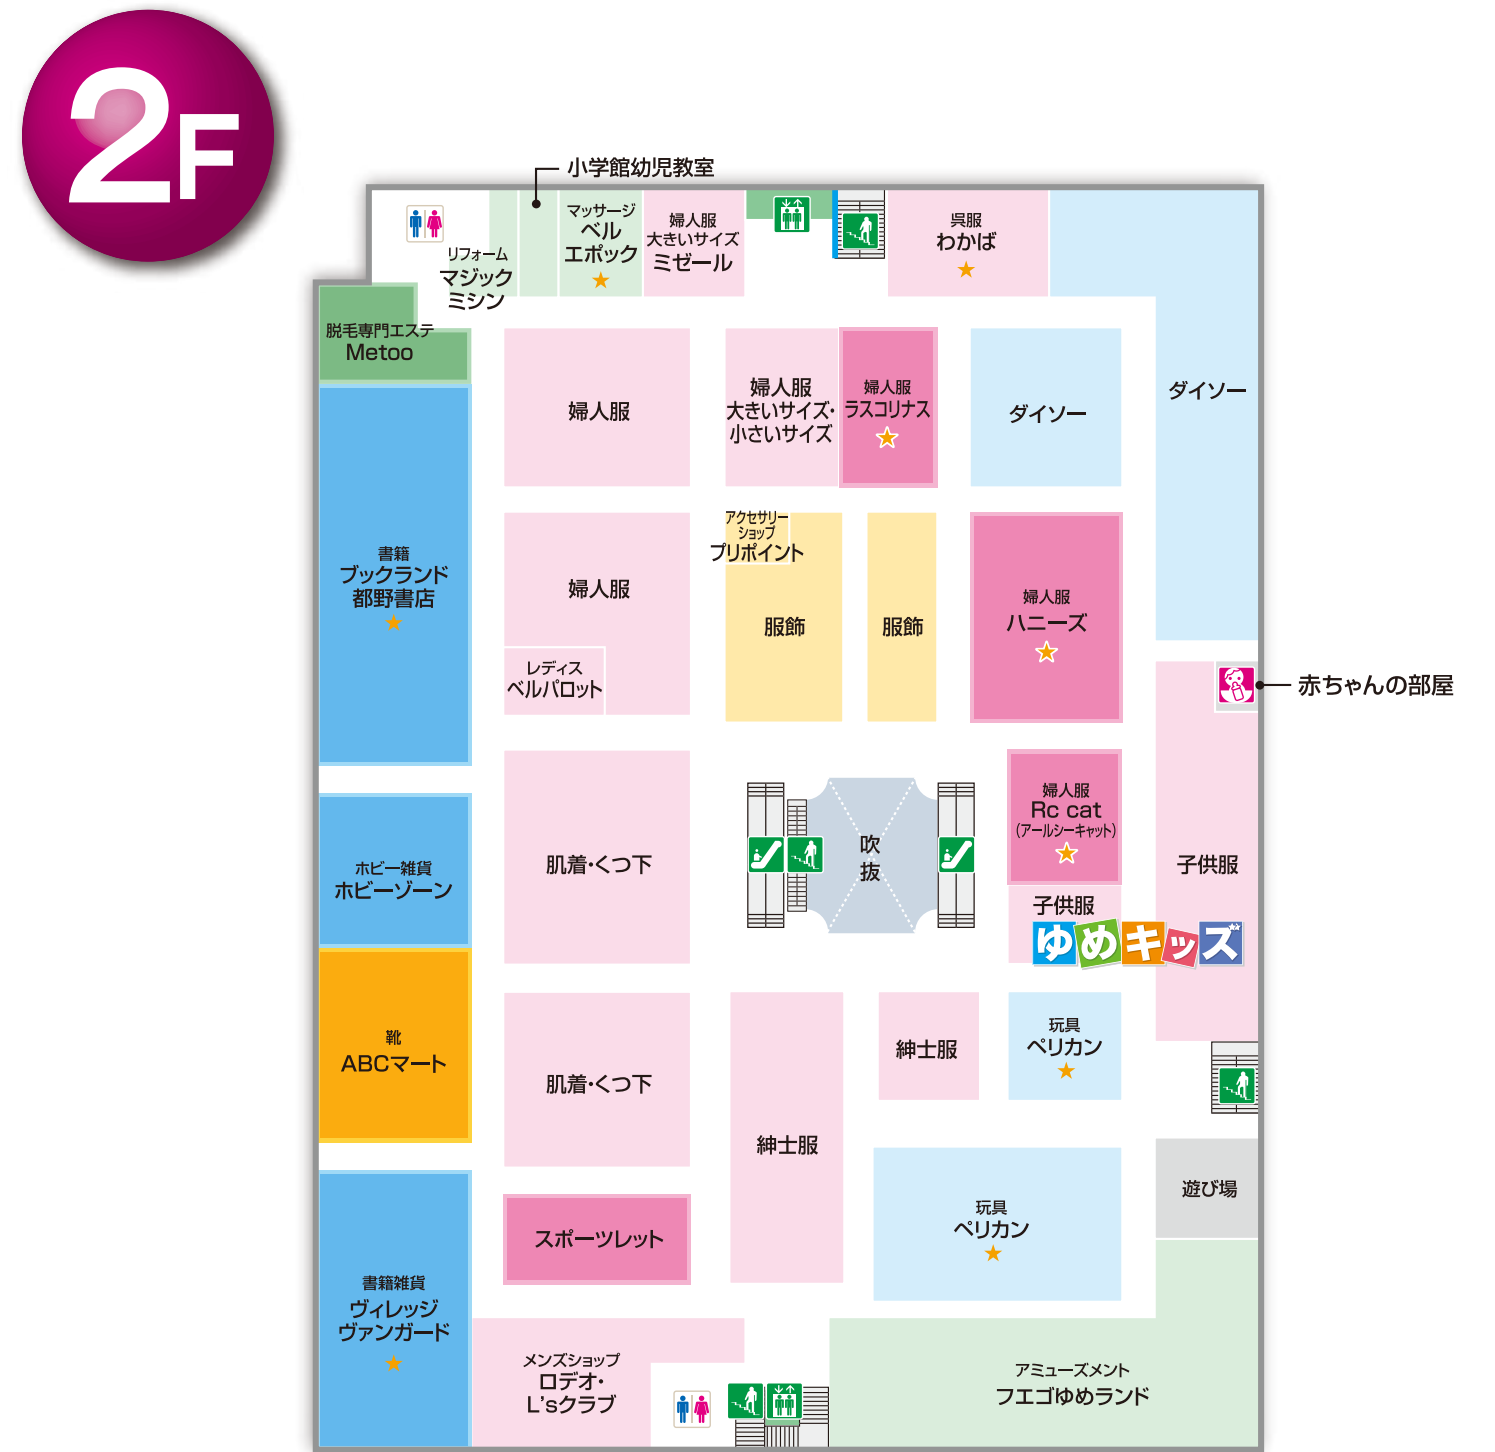 2F
小学館幼児教室
リフォーム
マジック
ミシン
マッサージ
ベル
エポック
婦人服
大きいサイズ
ミゼール
呉服
わかば
脱毛専門エステ
Metoo
婦人服
婦人服
大きいサイズ・
小さいサイズ
婦人服
ラスコリナス
ダイソー
ダイソー
書籍
ブックランド
都野書店
婦人服
レディス
ベルパロット
アクセサリー
ショップ
プリポイント
服飾
服飾
婦人服
ハニーズ
赤ちゃんの部屋
ホビー雑貨
ホビーゾーン
肌着・くつ下
吹
抜
婦人服
Rc cat
(アールシーキャット)
子供服
ゆめキッズ
子供服
靴
ABCマート
肌着・くつ下
紳士服
紳士服
玩具
ペリカン
スポーツレット
玩具
ペリカン
遊び場
書籍雑貨
ヴィレッジ
ヴァンガード
メンズショップ
ロデオ・
L'sクラブ
アミューズメント
フエゴゆめランド